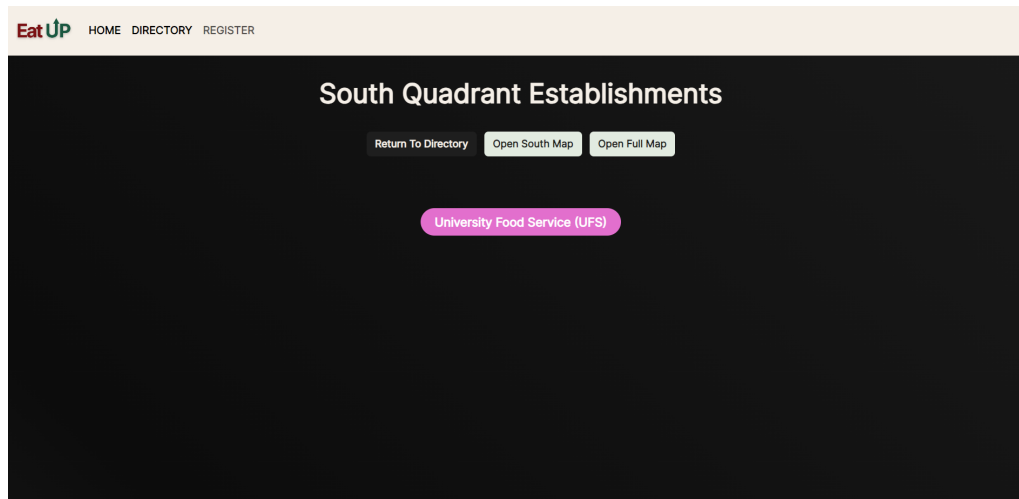 Eat UP HOME DIRECTORY REGISTER
South Quadrant Establishments
Return To Directory Open South Map Open Full Map
University Food Service (UFS)